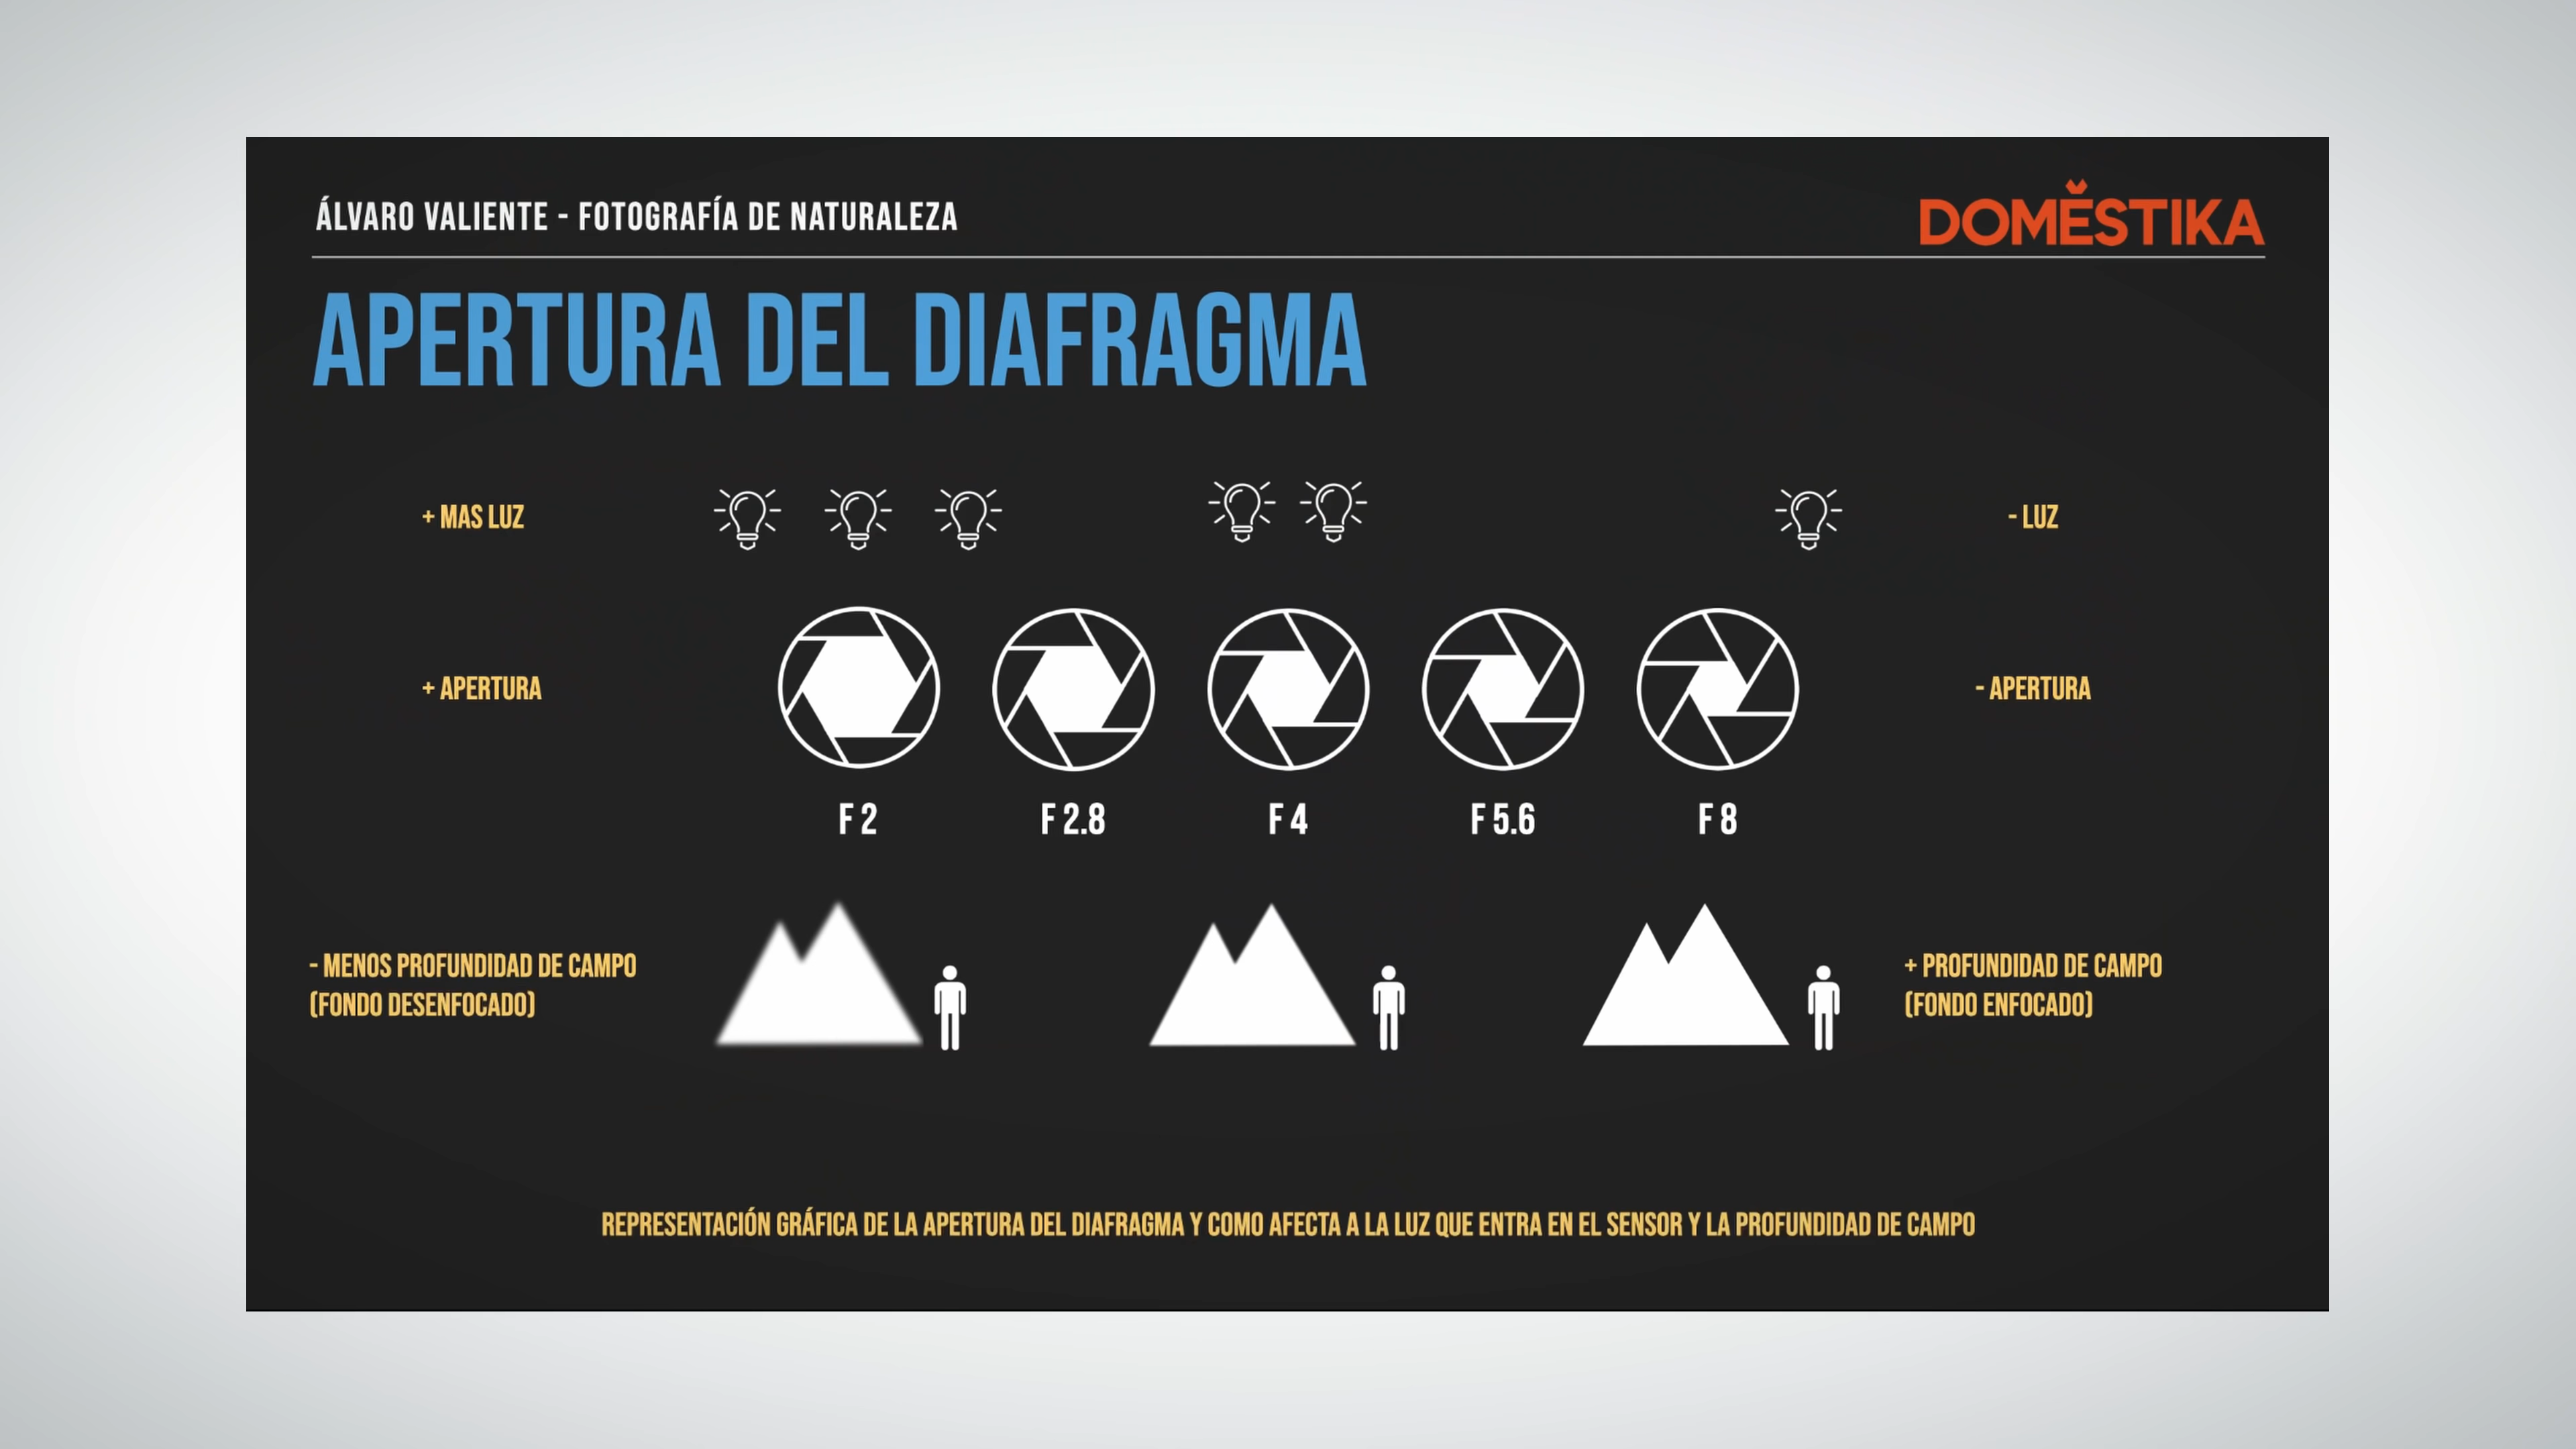 ÁLVARO VALIENTE - FOTOGRAFÍA DE NATURALEZA
DOMĔSTIKA
APERTURA DEL DIAFRAGMA
+ MAS LUZ
- LUZ
+ APERTURA
- APERTURA
F 2
F 2.8
F 4
F 5.6
F 8
- MENOS PROFUNDIDAD DE CAMPO
(FONDO DESENFOCADO)
+ PROFUNDIDAD DE CAMPO
(FONDO ENFOCADO)
REPRESENTACIÓN GRÁFICA DE LA APERTURA DEL DIAFRAGMA Y COMO AFECTA A LA LUZ QUE ENTRA EN EL SENSOR Y LA PROFUNDIDAD DE CAMPO